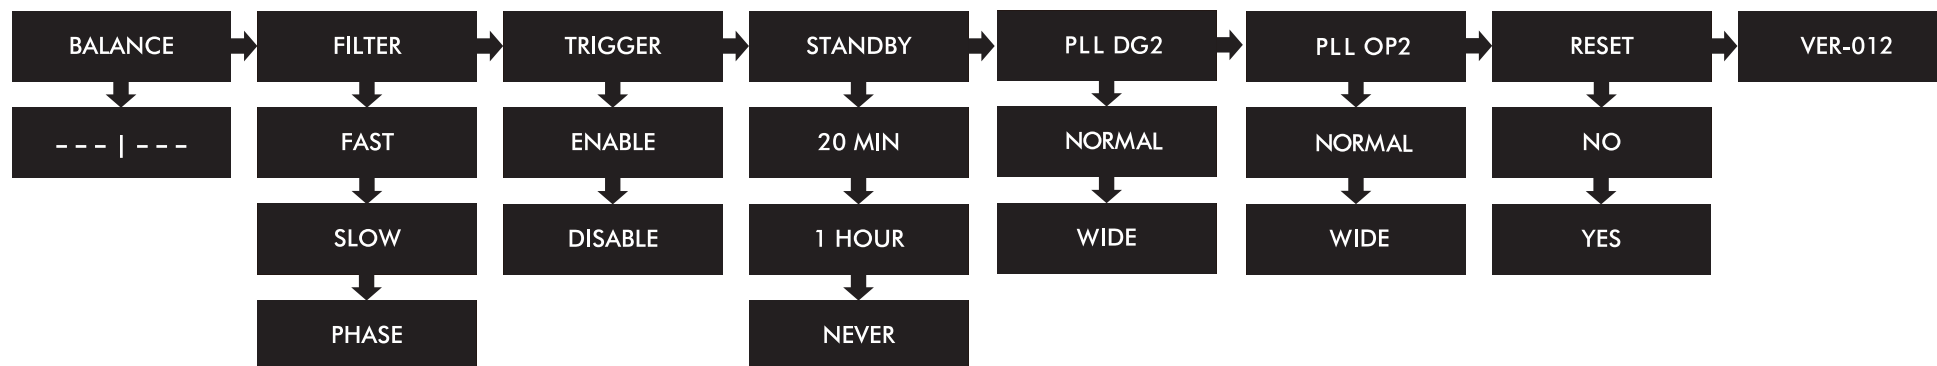 BALANCE
FILTER
TRIGGER
STANDBY
PLL DG2
PLL OP2
RESET
VER-012
– – – | – – –
FAST
ENABLE
20 MIN
NORMAL
NORMAL
NO
SLOW
DISABLE
1 HOUR
WIDE
WIDE
YES
PHASE
NEVER